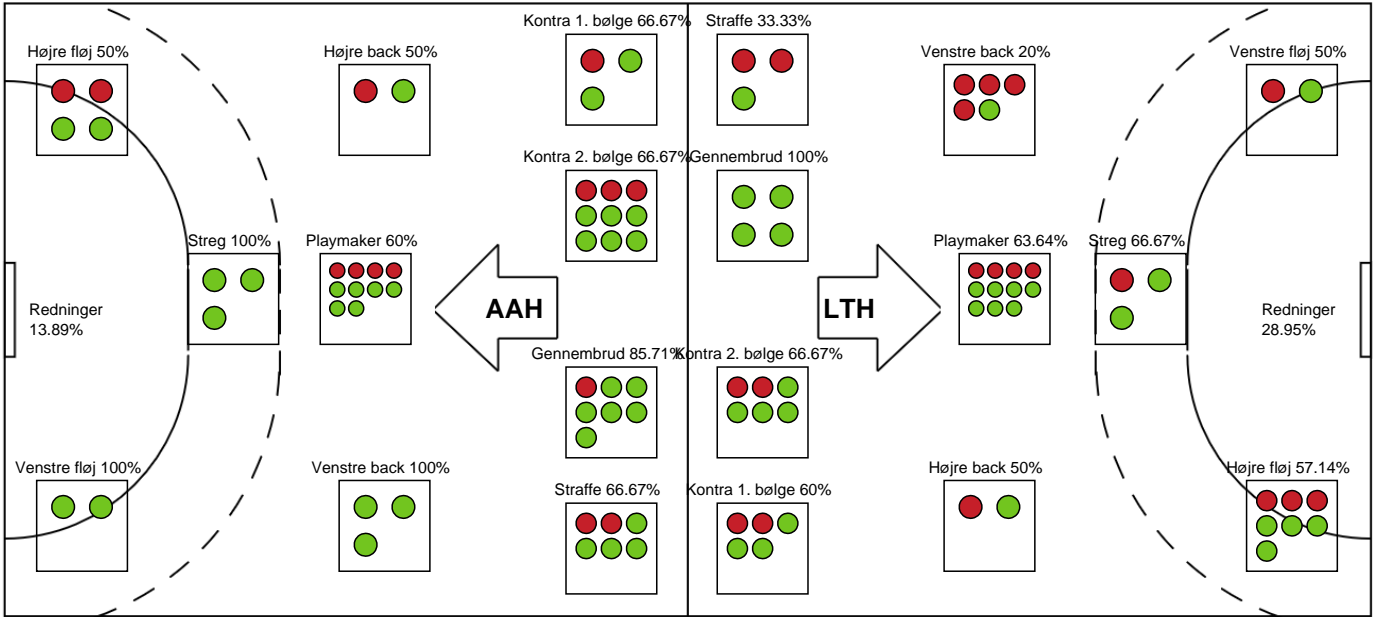 Kontra 1. bølge 66.67%
Straffe 33.33%
Højre fløj 50%
Højre back 50%
Venstre back 20%
Venstre fløj 50%
Kontra 2. bølge 66.67%
Gennembrud 100%
Streg 100%
Playmaker 60%
Playmaker 63.64%
Streg 66.67%
Redninger
13.89%
AAH
LTH
Redninger
28.95%
Gennembrud 85.71%
Kontra 2. bølge 66.67%
Venstre fløj 100%
Venstre back 100%
Højre back 50%
Højre fløj 57.14%
Straffe 66.67%
Kontra 1. bølge 60%